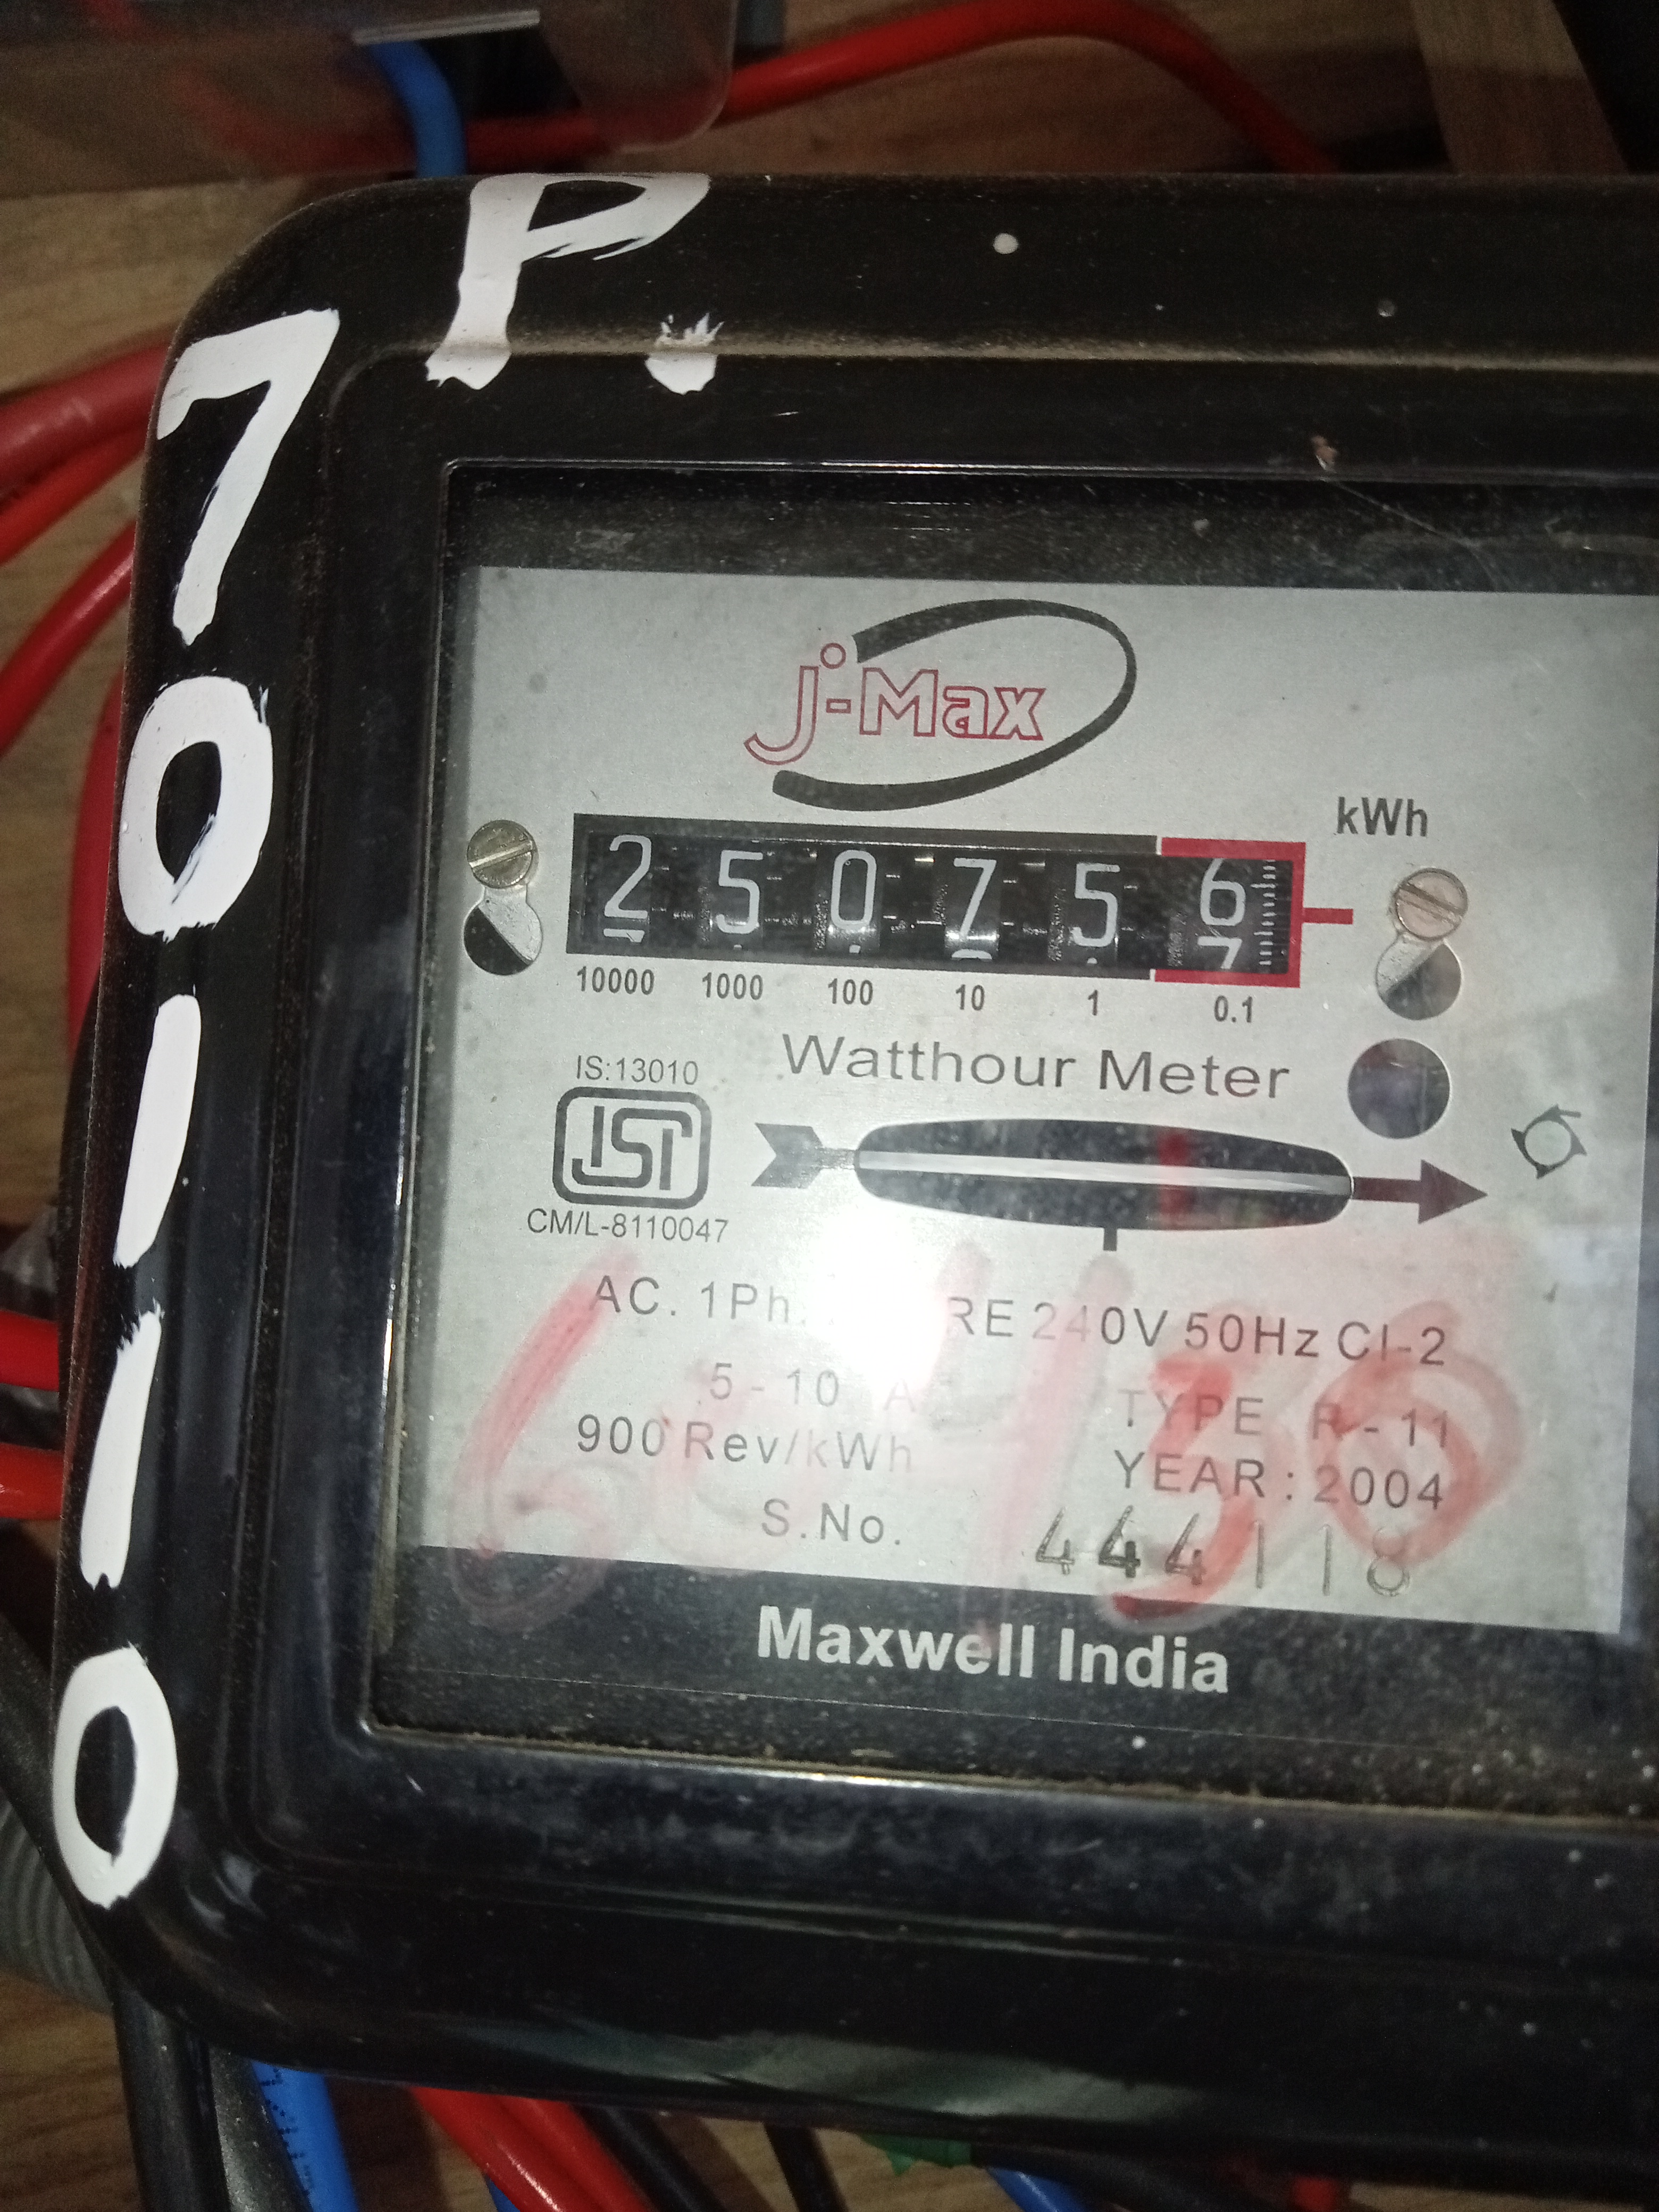 P.
70110
j-Max
kWh
2 5 0 7 5 6
7
10000 1000 100 10 1 0.1
Watthour Meter
IS:13010
ISI
CM/L-8110047
AC. 1Ph. RE 240V 50Hz Cl-2
5 - 10 A
TYPE R-11
900 Rev/kWh
YEAR : 2004
S.No. 444118
Maxwell India